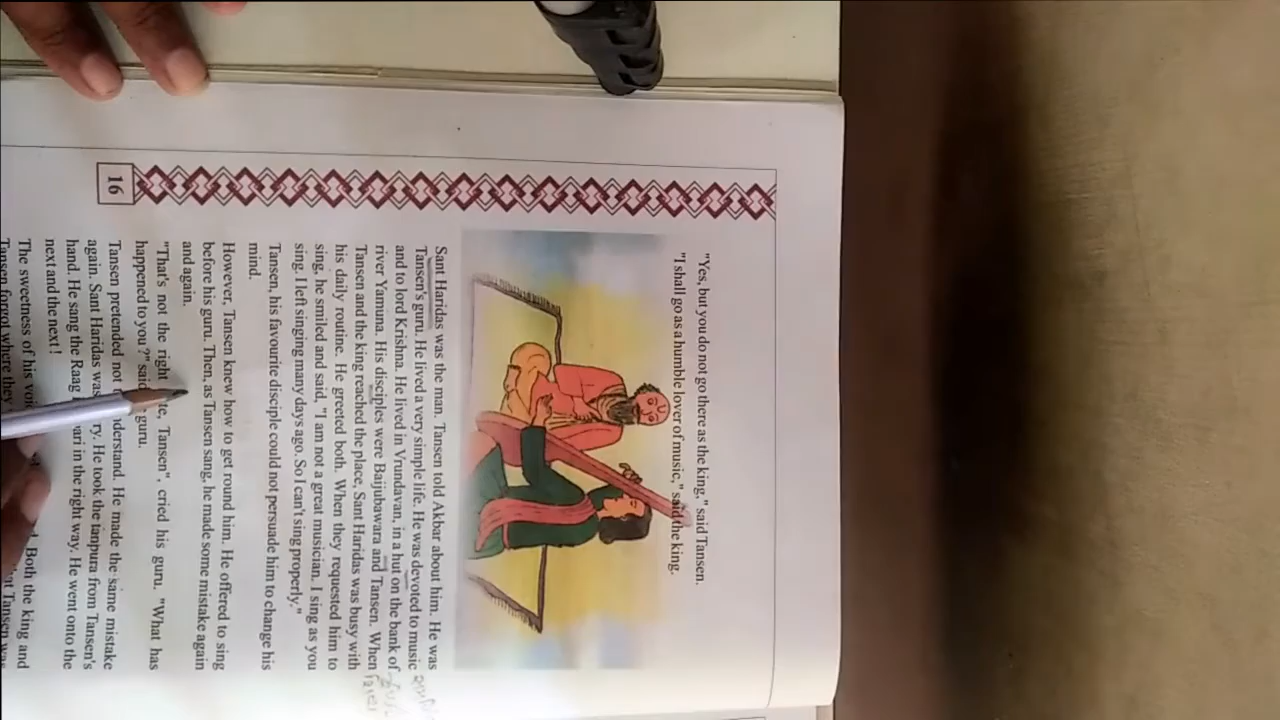 "Yes, but you do not go there as the king," said Tansen.
"I shall go as a humble lover of music," said the king.
Sant Haridas was the man. Tansen told Akbar about him. He was
Tansen's guru. He lived a very simple life. He was devoted to music
and to lord Krishna. He lived in Vrundavan, in a hut on the bank of
river Yamuna. His disciples were Baijubawara and Tansen. When
Tansen and the king reached the place, Sant Haridas was busy with
his daily routine. He greeted both. When they requested him to
sing, he smiled and said, "I am not a great musician. I sing as you
sing. I left singing many days ago. So I can't sing properly."
Tansen, his favourite disciple could not persuade him to change his
mind.
However, Tansen knew how to get round him. He offered to sing
before his guru. Then, as Tansen sang, he made some mistake again
and again.
"That's not the right te, Tansen", cried his guru. "What has
happened to you?" said guru.
Tansen pretended not derstand. He made the same mistake
again. Sant Haridas was ry. He took the tanpura from Tansen's
hand. He sang the Raag vari in the right way. He went onto the
next and the next!
The sweetness of his voi Both the king and
Tansen forgot where they Tansen was
16